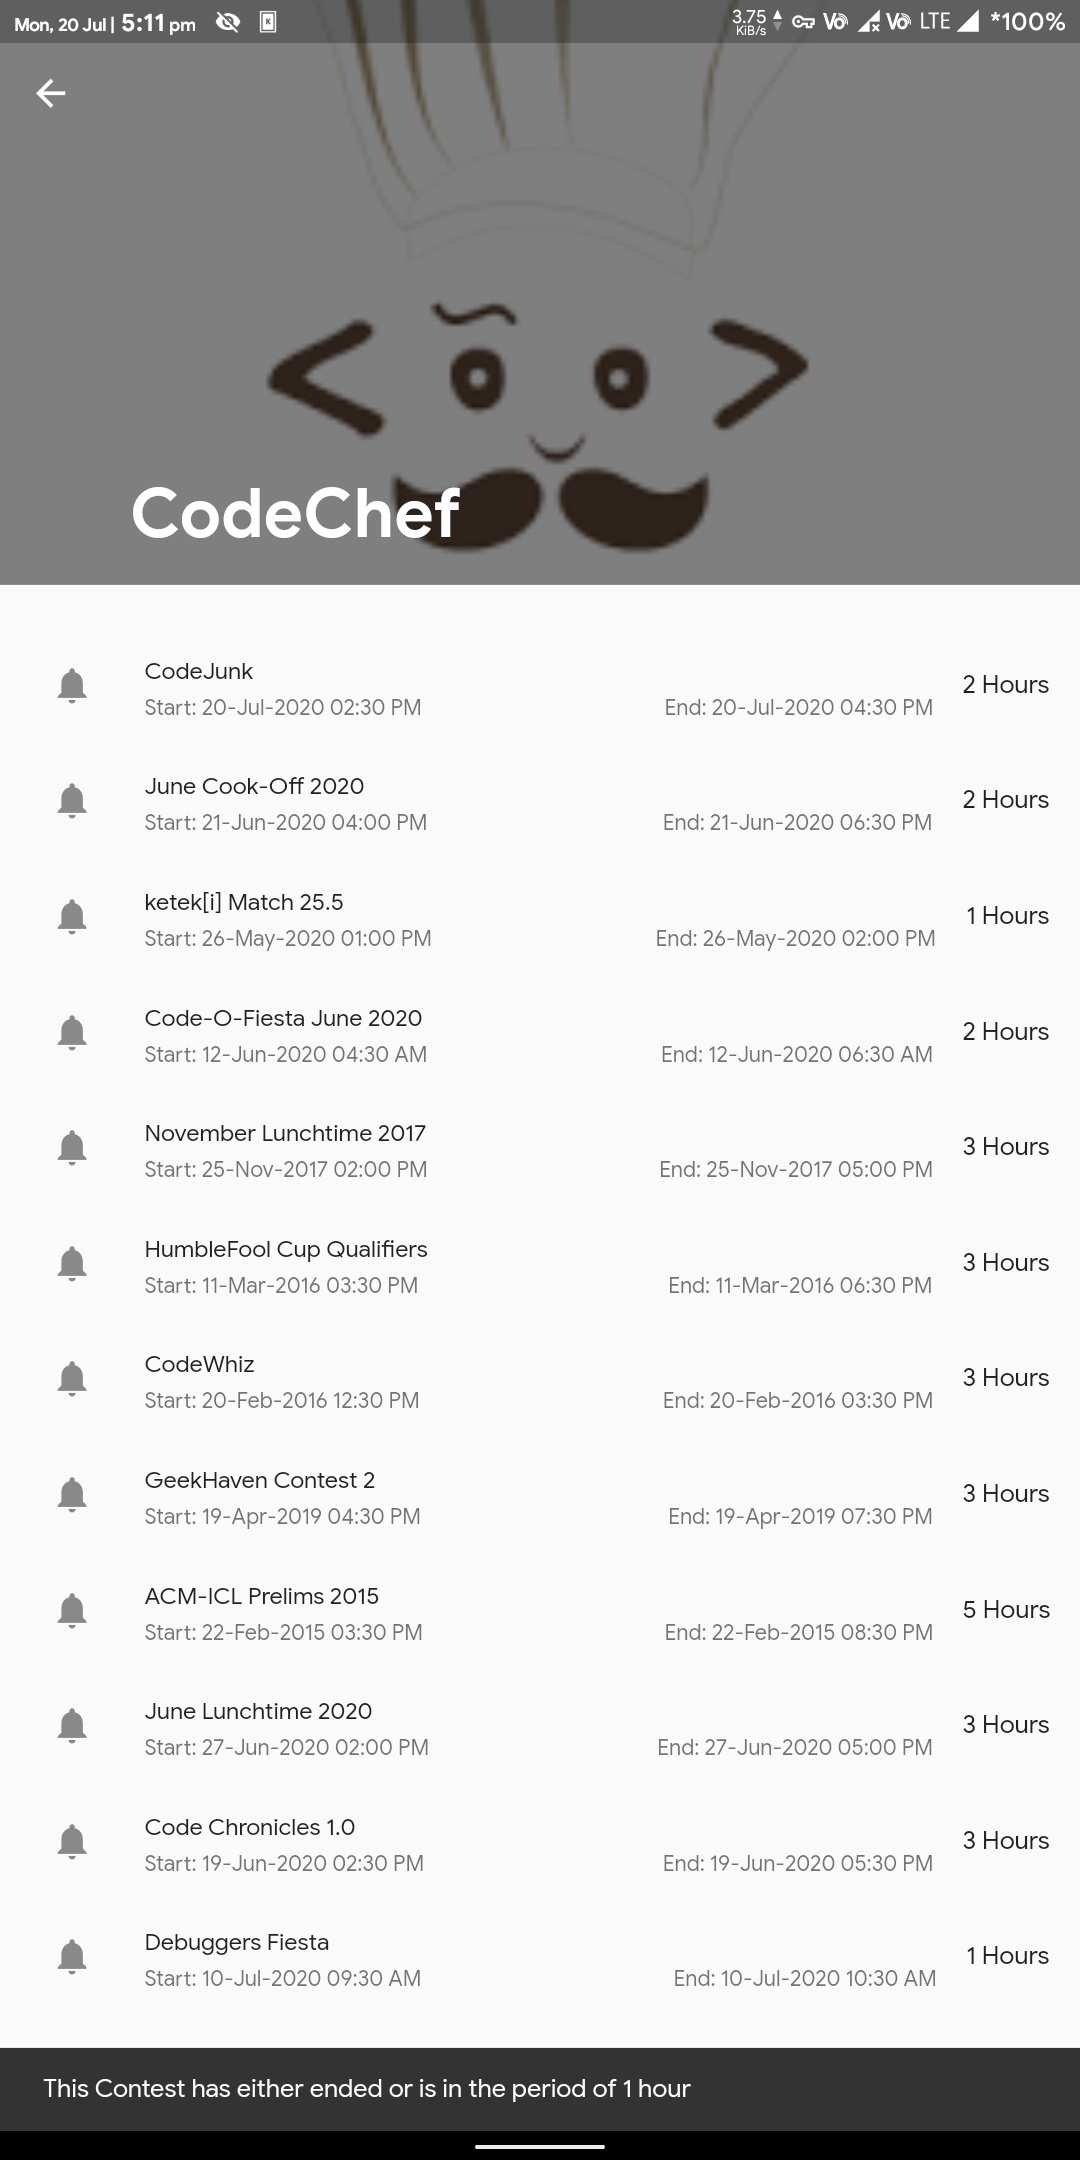 Mon, 20 Jul | 5:11 pm 3.75 KiB/s LTE *100%
CodeChef
CodeJunk
Start: 20-Jul-2020 02:30 PM End: 20-Jul-2020 04:30 PM 2 Hours
June Cook-Off 2020
Start: 21-Jun-2020 04:00 PM End: 21-Jun-2020 06:30 PM 2 Hours
ketek[i] Match 25.5
Start: 26-May-2020 01:00 PM End: 26-May-2020 02:00 PM 1 Hours
Code-O-Fiesta June 2020
Start: 12-Jun-2020 04:30 AM End: 12-Jun-2020 06:30 AM 2 Hours
November Lunchtime 2017
Start: 25-Nov-2017 02:00 PM End: 25-Nov-2017 05:00 PM 3 Hours
HumbleFool Cup Qualifiers
Start: 11-Mar-2016 03:30 PM End: 11-Mar-2016 06:30 PM 3 Hours
CodeWhiz
Start: 20-Feb-2016 12:30 PM End: 20-Feb-2016 03:30 PM 3 Hours
GeekHaven Contest 2
Start: 19-Apr-2019 04:30 PM End: 19-Apr-2019 07:30 PM 3 Hours
ACM-ICL Prelims 2015
Start: 22-Feb-2015 03:30 PM End: 22-Feb-2015 08:30 PM 5 Hours
June Lunchtime 2020
Start: 27-Jun-2020 02:00 PM End: 27-Jun-2020 05:00 PM 3 Hours
Code Chronicles 1.0
Start: 19-Jun-2020 02:30 PM End: 19-Jun-2020 05:30 PM 3 Hours
Debuggers Fiesta
Start: 10-Jul-2020 09:30 AM End: 10-Jul-2020 10:30 AM 1 Hours
This Contest has either ended or is in the period of 1 hour